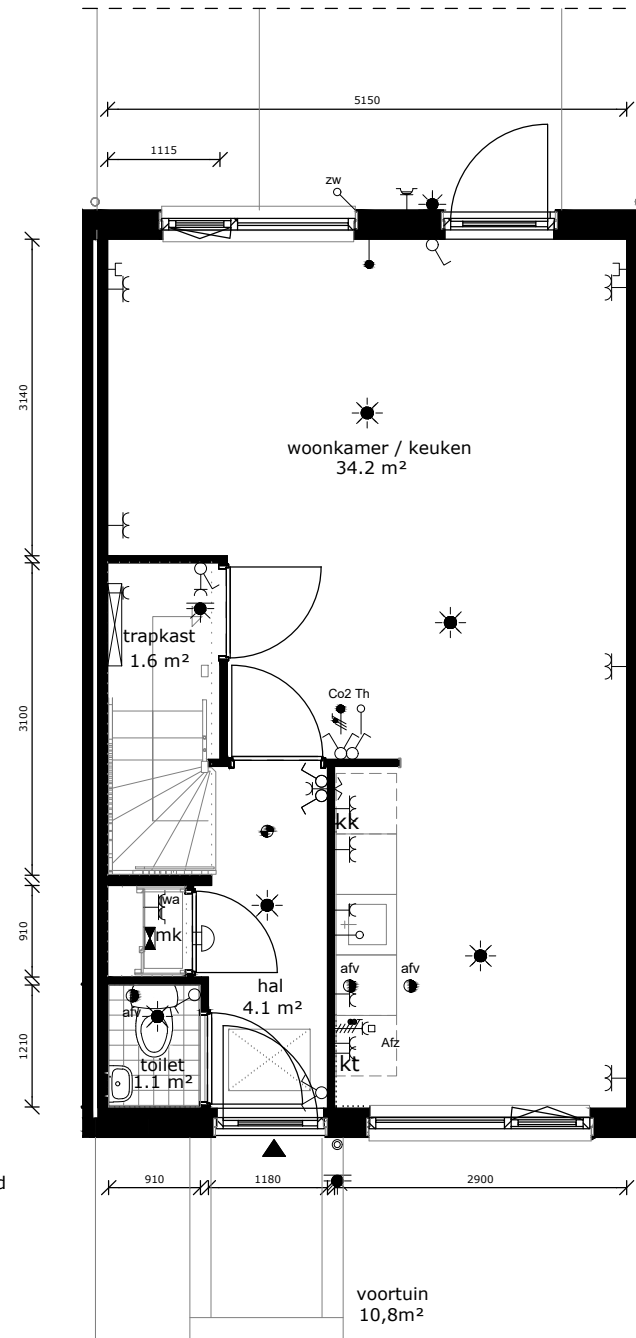 5150
1115
zw
3140
woonkamer / keuken
34.2 m²
trapkast
1.6 m²
3100
Co2 Th
kk
wa
mk
910
afv afv
hal
4.1 m²
afv
1210
Afz
toilet
1.1 m²
kt
910 1180 2900
d
voortuin
10,8m²